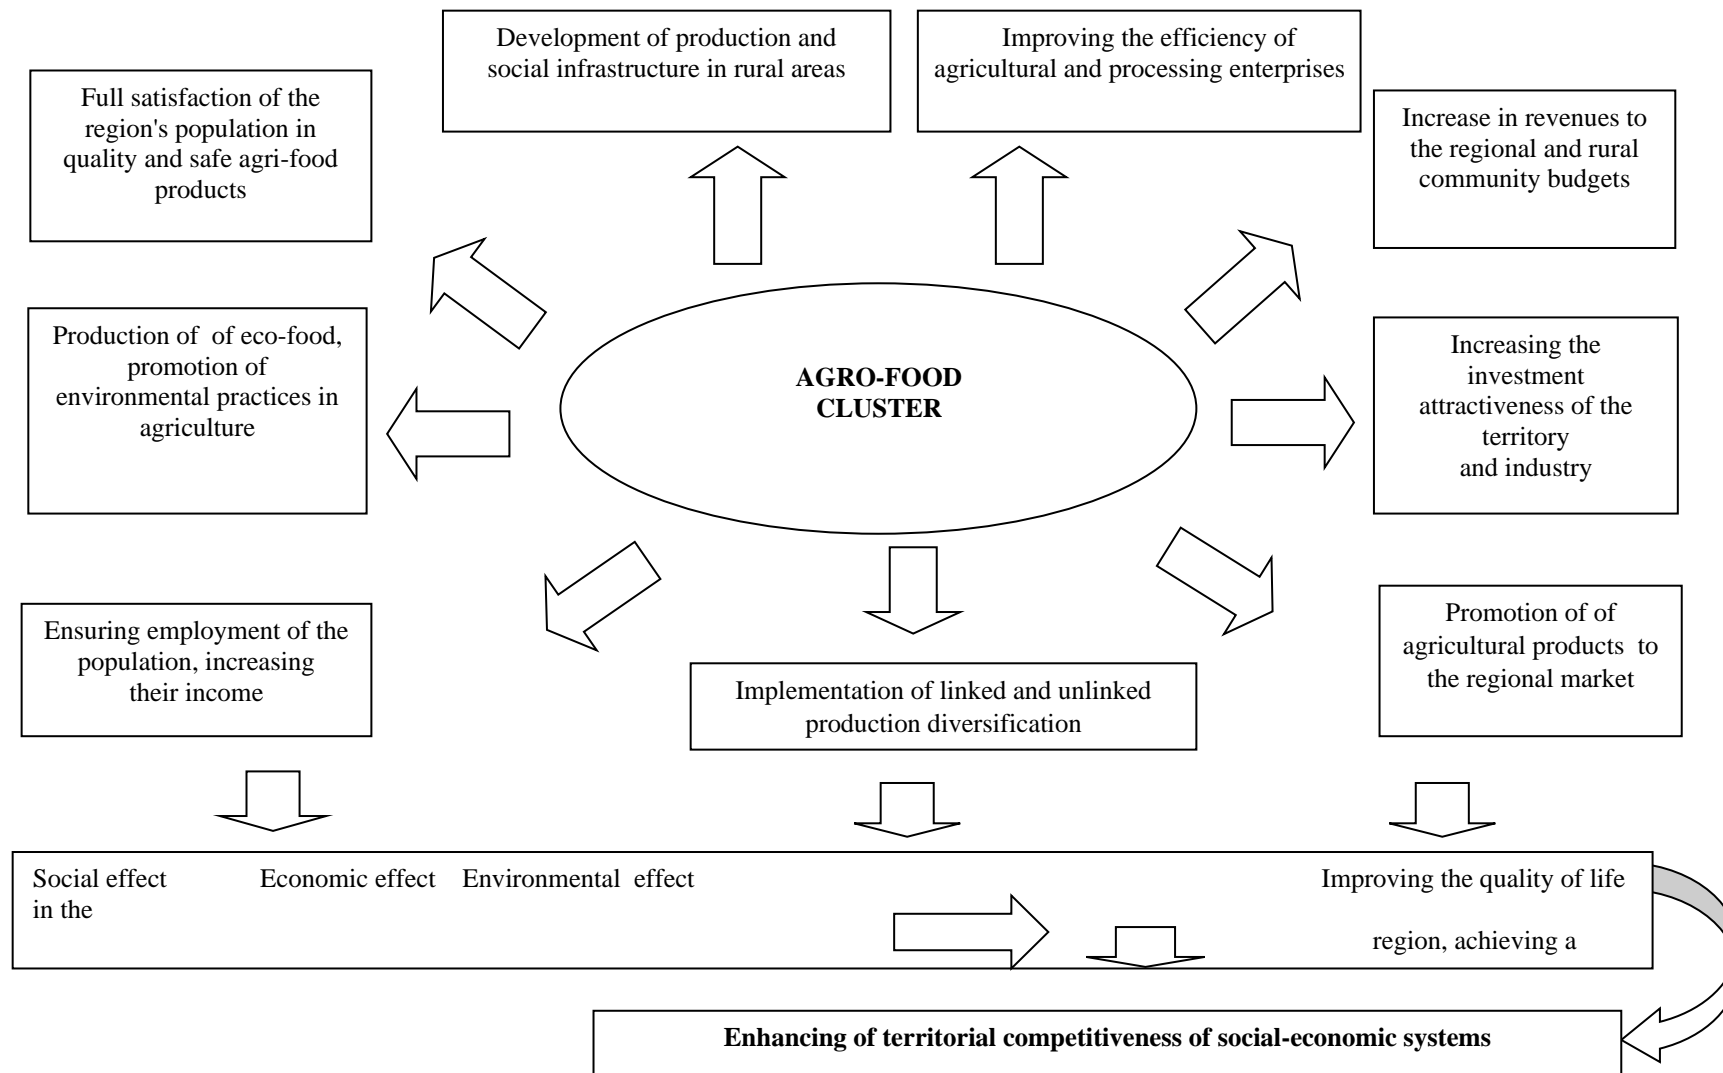 Development of production and
social infrastructure in rural areas
Improving the efficiency of
agricultural and processing enterprises
Full satisfaction of the
region's population in
quality and safe agri-food
products
Increase in revenues to
the regional and rural
community budgets
Production of of eco-food,
promotion of
environmental practices in
agriculture
AGRO-FOOD
CLUSTER
Increasing the
investment
attractiveness of the
territory
and industry
Ensuring employment of the
population, increasing
their income
Implementation of linked and unlinked
production diversification
Promotion of of
agricultural products to
the regional market
Social effect Economic effect Environmental effect Improving the quality of life
in the
region, achieving a
Enhancing of territorial competitiveness of social-economic systems